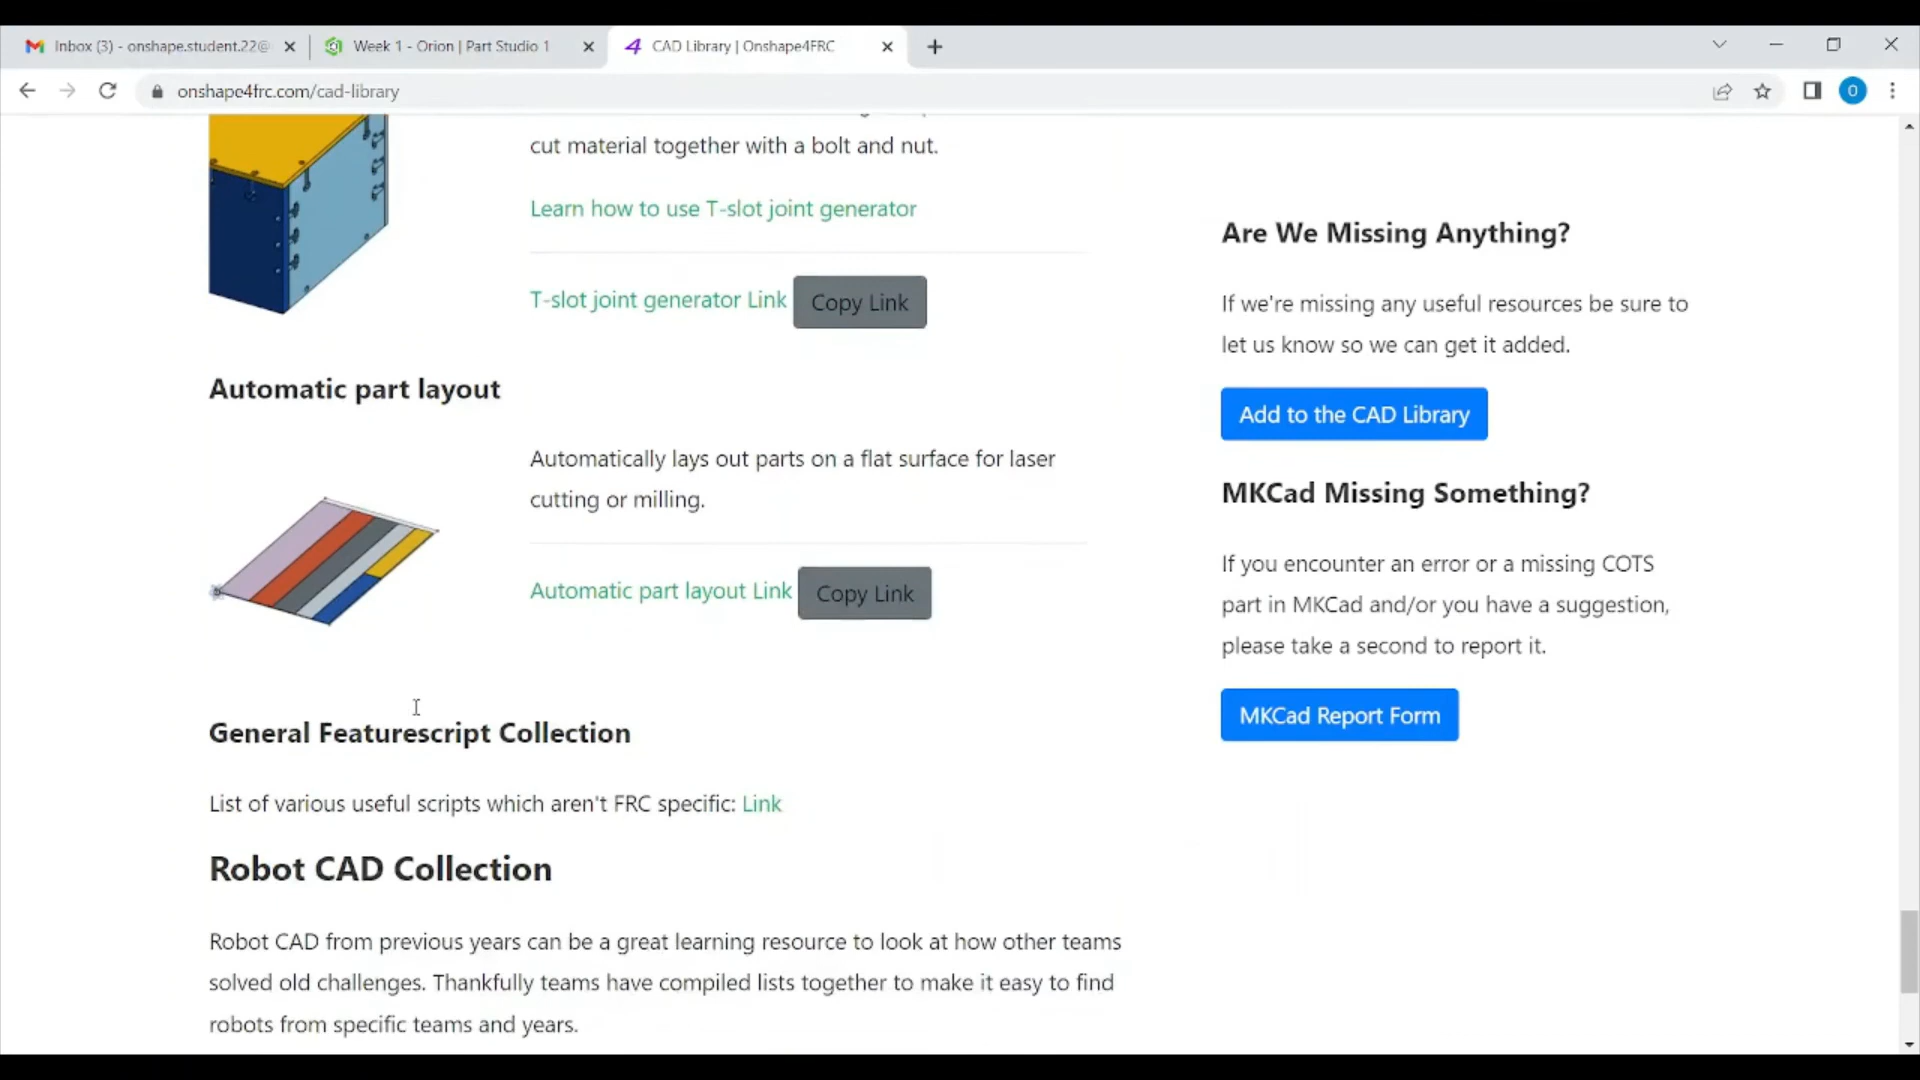 Inbox (3) - onshape.student.22@
Week 1 - Orion | Part Studio 1
CAD Library | Onshape4FRC
onshape4frc.com/cad-library
O
cut material together with a bolt and nut.
Learn how to use T-slot joint generator
T-slot joint generator Link
Copy Link
Automatic part layout
Automatically lays out parts on a flat surface for laser
cutting or milling.
Automatic part layout Link
Copy Link
General Featurescript Collection
List of various useful scripts which aren't FRC specific: Link
Robot CAD Collection
Robot CAD from previous years can be a great learning resource to look at how other teams
solved old challenges. Thankfully teams have compiled lists together to make it easy to find
robots from specific teams and years.
Are We Missing Anything?
If we're missing any useful resources be sure to
let us know so we can get it added.
Add to the CAD Library
MKCad Missing Something?
If you encounter an error or a missing COTS
part in MKCad and/or you have a suggestion,
please take a second to report it.
MKCad Report Form